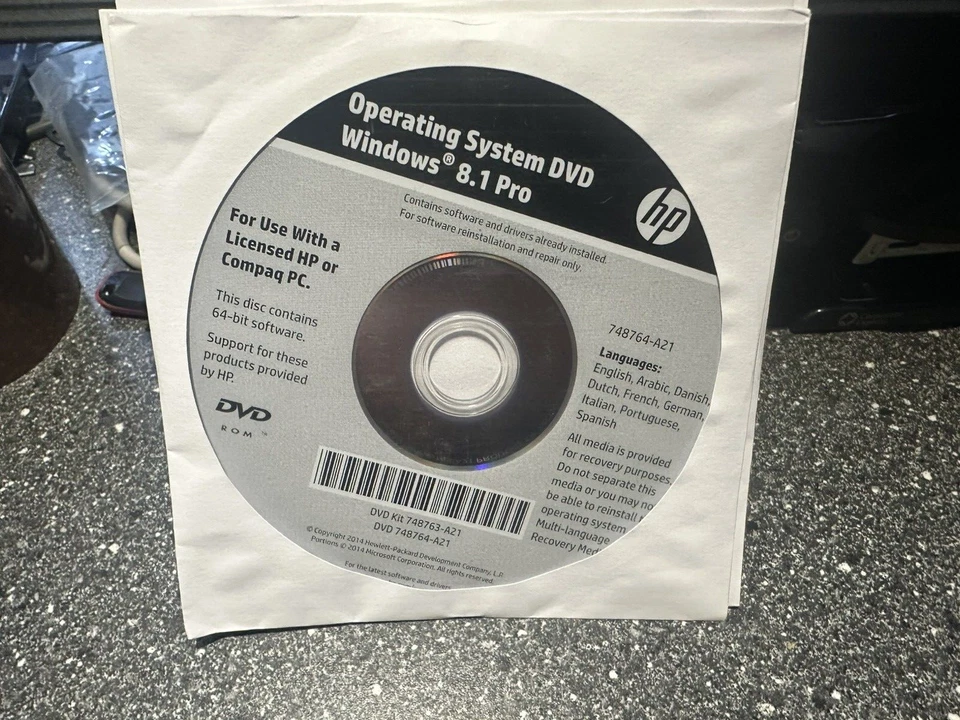 Operating System DVD
Windows® 8.1 Pro
hp
Contains software and drivers already installed.
For software reinstallation and repair only.
For Use With a
Licensed HP or
Compaq PC.
This disc contains
64-bit software.
Support for these
products provided
by HP.
DVD
ROM ™
748764-A21
Languages:
English, Arabic, Danish,
Dutch, French, German,
Italian, Portuguese,
Spanish
All media is provided
for recovery purposes.
Do not separate this
media or you may no
be able to reinstall
operating system
Multi-language
Recovery Med
DVD Kit 748763-A21
DVD 748764-A21
© Copyright 2014 Hewlett-Packard Development Company, L.P.
Portions © 2014 Microsoft Corporation. All rights reserved.
For the latest software and drivers